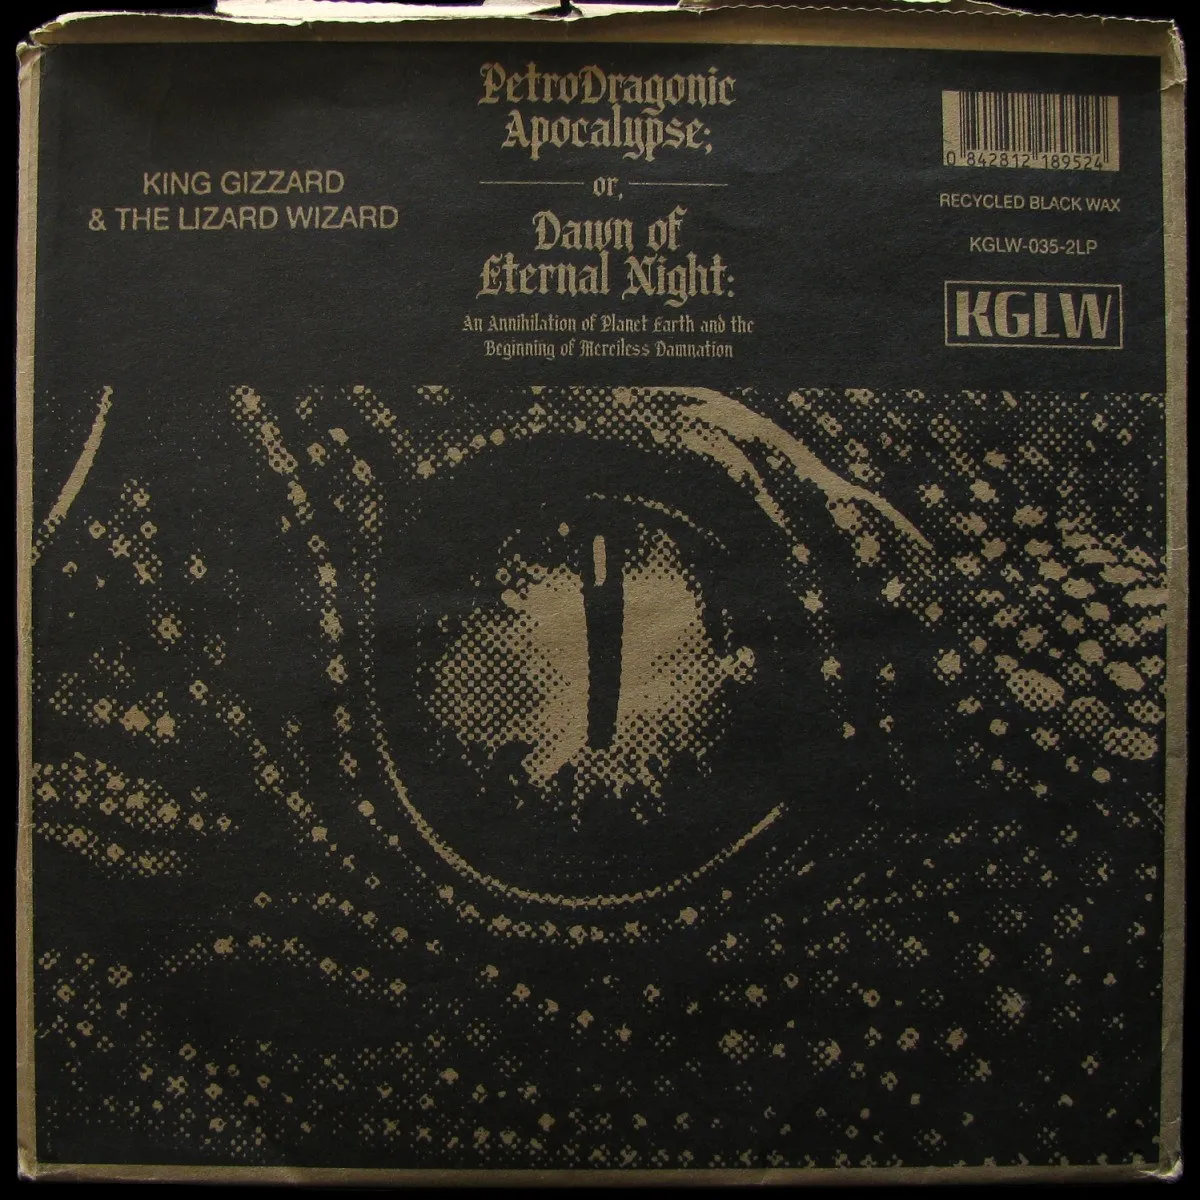 PetroDragonic
Apocalypse;
or,
Dawn of
Eternal Night:
An Annihilation of Planet Earth and the
Beginning of Merciless Damnation
KING GIZZARD
& THE LIZARD WIZARD
0 842812 189524
RECYCLED BLACK WAX
KGLW-035-2LP
KGLW